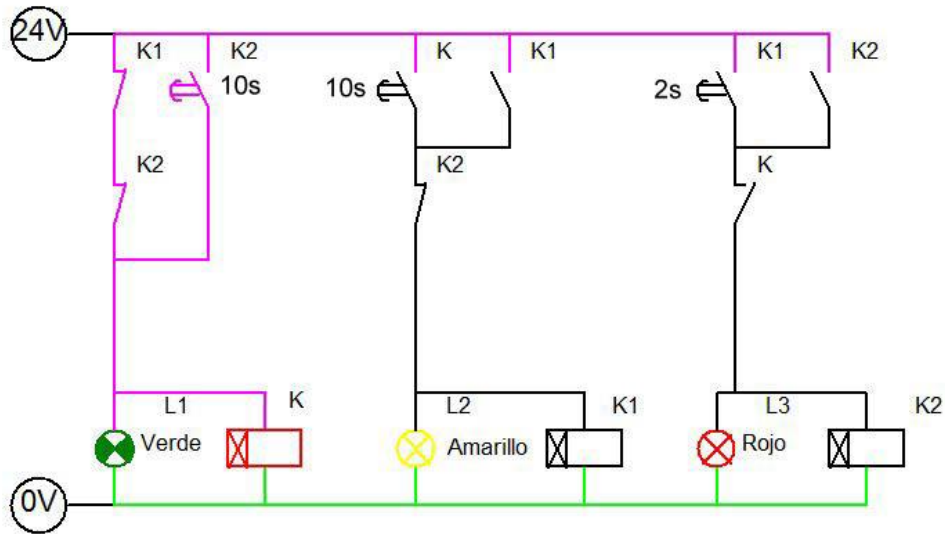 24V
K1 K2 K K1 K1 K2
10s 10s 2s
K2 K2 K
L1 K L2 K1 L3 K2
Verde Amarillo Rojo
0V